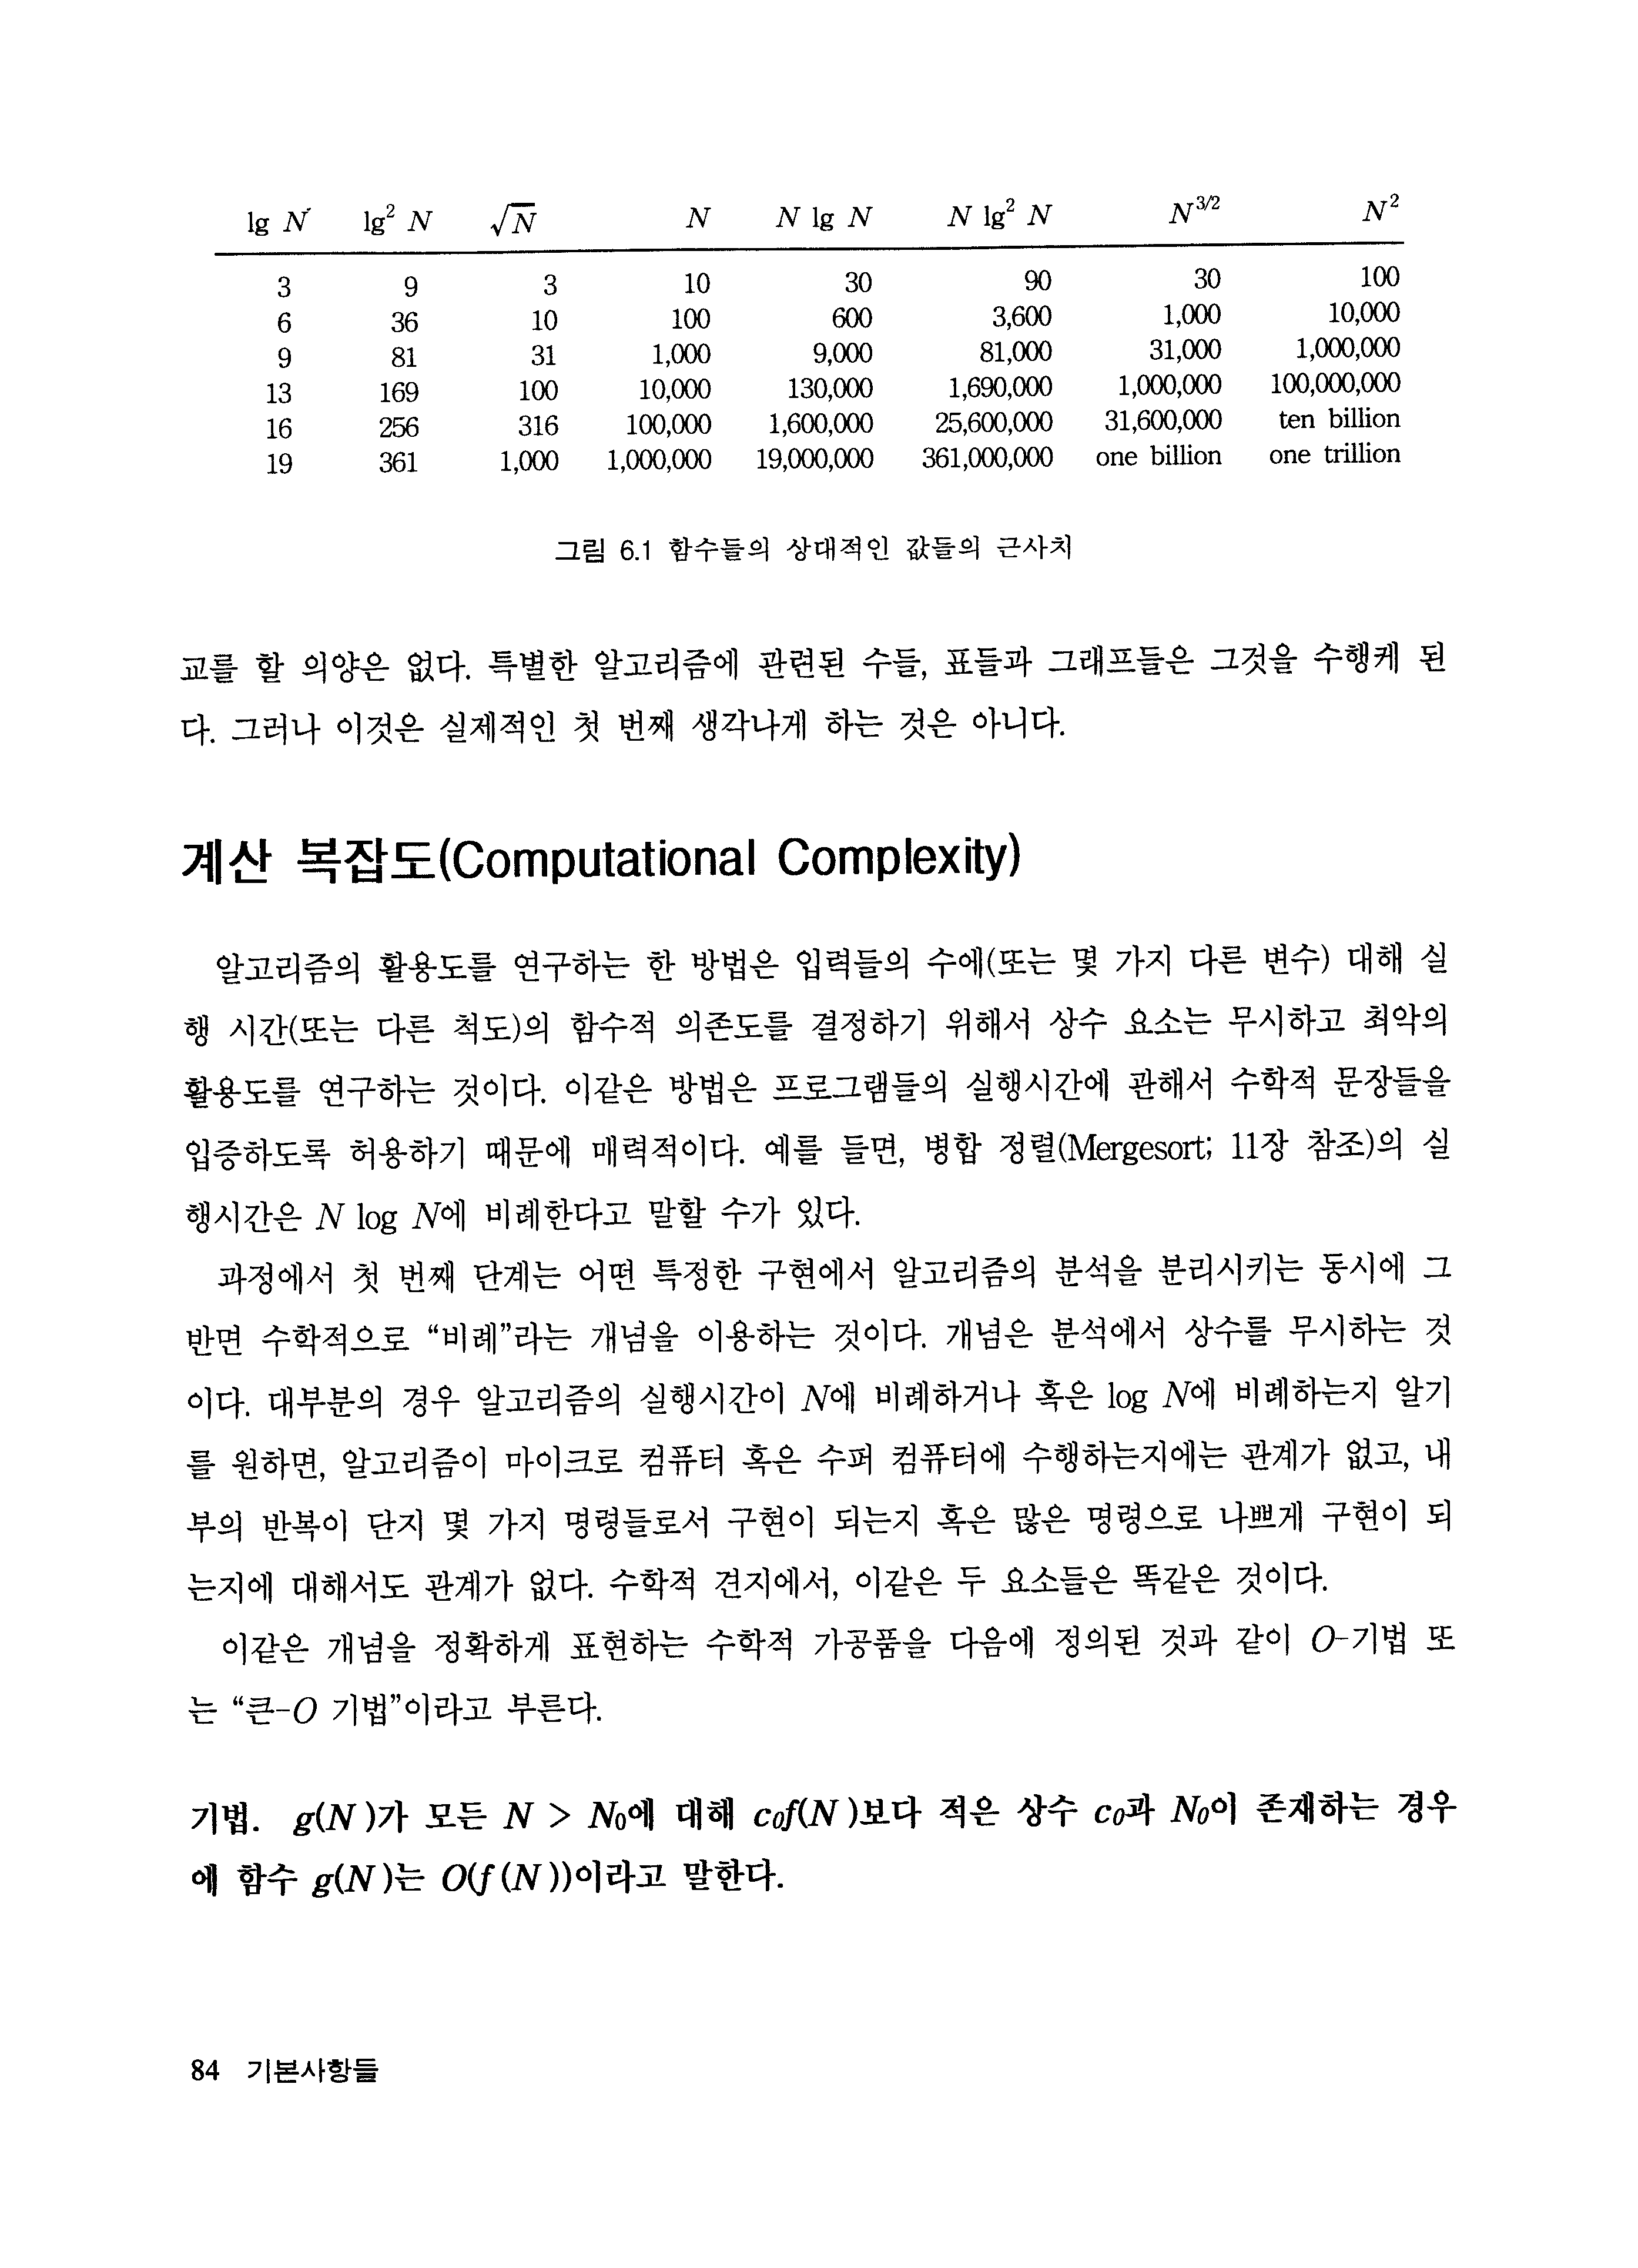 lg N lg² N √N N N lg N N lg² N N³ᐟ² N²
3 9 3 10 30 90 30 100
6 36 10 100 600 3,600 1,000 10,000
9 81 31 1,000 9,000 81,000 31,000 1,000,000
13 169 100 10,000 130,000 1,690,000 1,000,000 100,000,000
16 256 316 100,000 1,600,000 25,600,000 31,600,000 ten billion
19 361 1,000 1,000,000 19,000,000 361,000,000 one billion one trillion
그림 6.1 함수들의 상대적인 값들의 근사치
교를 할 의양은 없다. 특별한 알고리즘에 관련된 수들, 표들과 그래프들은 그것을 수행케 된
다. 그러나 이것은 실제적인 첫 번째 생각나게 하는 것은 아니다.
계산 복잡도(Computational Complexity)
알고리즘의 활용도를 연구하는 한 방법은 입력들의 수에(또는 몇 가지 다른 변수) 대해 실
행 시간(또는 다른 척도)의 함수적 의존도를 결정하기 위해서 상수 요소는 무시하고 최악의
활용도를 연구하는 것이다. 이같은 방법은 프로그램들의 실행시간에 관해서 수학적 문장들을
입증하도록 허용하기 때문에 매력적이다. 예를 들면, 병합 정렬(Mergesort; 11장 참조)의 실
행시간은 N log N에 비례한다고 말할 수가 있다.
과정에서 첫 번째 단계는 어떤 특정한 구현에서 알고리즘의 분석을 분리시키는 동시에 그
반면 수학적으로 “비례”라는 개념을 이용하는 것이다. 개념은 분석에서 상수를 무시하는 것
이다. 대부분의 경우 알고리즘의 실행시간이 N에 비례하거나 혹은 log N에 비례하는지 알기
를 원하면, 알고리즘이 마이크로 컴퓨터 혹은 수퍼 컴퓨터에 수행하는지에는 관계가 없고, 내
부의 반복이 단지 몇 가지 명령들로서 구현이 되는지 혹은 많은 명령으로 나쁘게 구현이 되
는지에 대해서도 관계가 없다. 수학적 견지에서, 이같은 두 요소들은 똑같은 것이다.
이같은 개념을 정확하게 표현하는 수학적 가공품을 다음에 정의된 것과 같이 O-기법 또
는 “큰-O 기법”이라고 부른다.
기법. g(N)가 모든 N > N₀에 대해 c₀f(N)보다 적은 상수 c₀과 N₀이 존재하는 경우
에 함수 g(N)는 O(f(N))이라고 말한다.
84 기본사항들